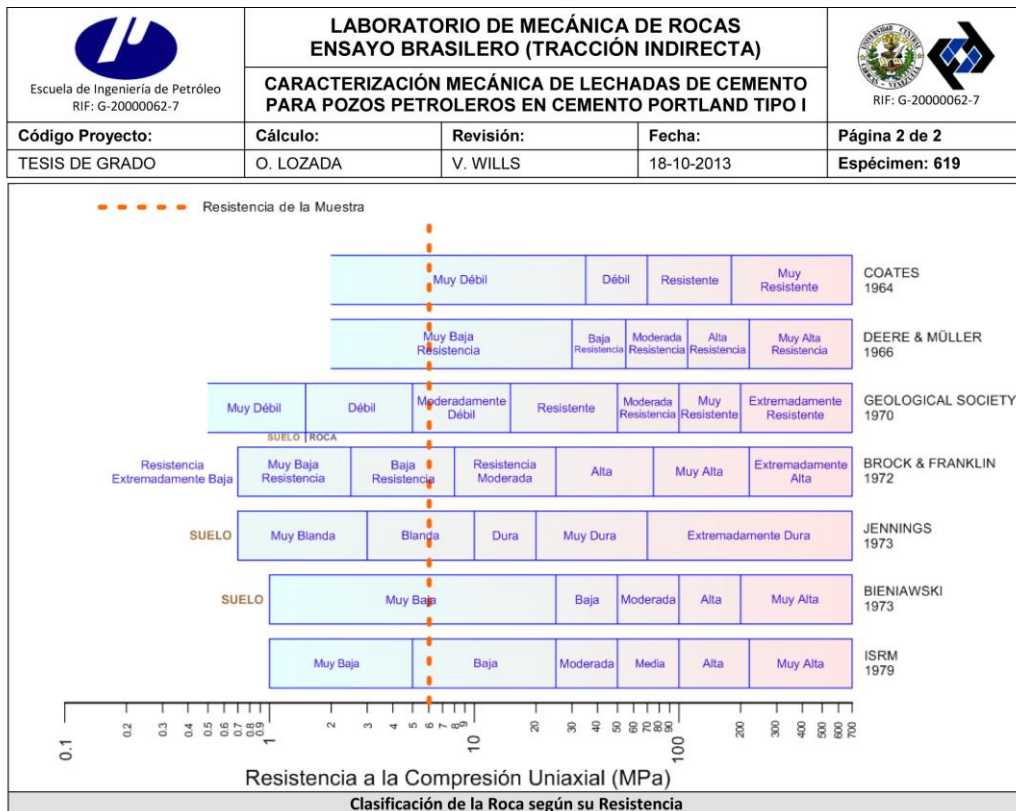 LABORATORIO DE MECÁNICA DE ROCAS
ENSAYO BRASILERO (TRACCIÓN INDIRECTA)
Escuela de Ingeniería de Petróleo
RIF: G-20000062-7
CARACTERIZACIÓN MECÁNICA DE LECHADAS DE CEMENTO
PARA POZOS PETROLEROS EN CEMENTO PORTLAND TIPO I
RIF: G-20000062-7
Código Proyecto: Cálculo: Revisión: Fecha: Página 2 de 2
TESIS DE GRADO O. LOZADA V. WILLS 18-10-2013 Espécimen: 619
Resistencia de la Muestra
Muy Débil Débil Resistente Muy
Resistente
COATES
1964
Muy Baja
Resistencia
Baja
Resistencia
Moderada
Resistencia
Alta
Resistencia
Muy Alta
Resistencia
DEERE & MÜLLER
1966
Muy Débil Débil
Moderadamente
Débil
Resistente
Moderada
Resistencia
Muy
Resistente
Extremadamente
Resistente
GEOLOGICAL SOCIETY
1970
SUELO ROCA
Resistencia
Extremadamente Baja
Muy Baja
Resistencia
Baja
Resistencia
Resistencia
Moderada
Alta Muy Alta
Extremadamente
Alta
BROCK & FRANKLIN
1972
SUELO Muy Blanda Blanda Dura Muy Dura Extremadamente Dura
JENNINGS
1973
SUELO Muy Baja Baja Moderada Alta Muy Alta
BIENIAWSKI
1973
Muy Baja Baja Moderada Media Alta Muy Alta
ISRM
1979
0.1 0.2 0.3 0.4 0.5 0.6 0.7 0.8 0.9 1 2 3 4 5 6 7 8 9 10 20 30 40 50 60 70 80 90 100 200 300 400 500 600 700
Resistencia a la Compresión Uniaxial (MPa)
Clasificación de la Roca según su Resistencia